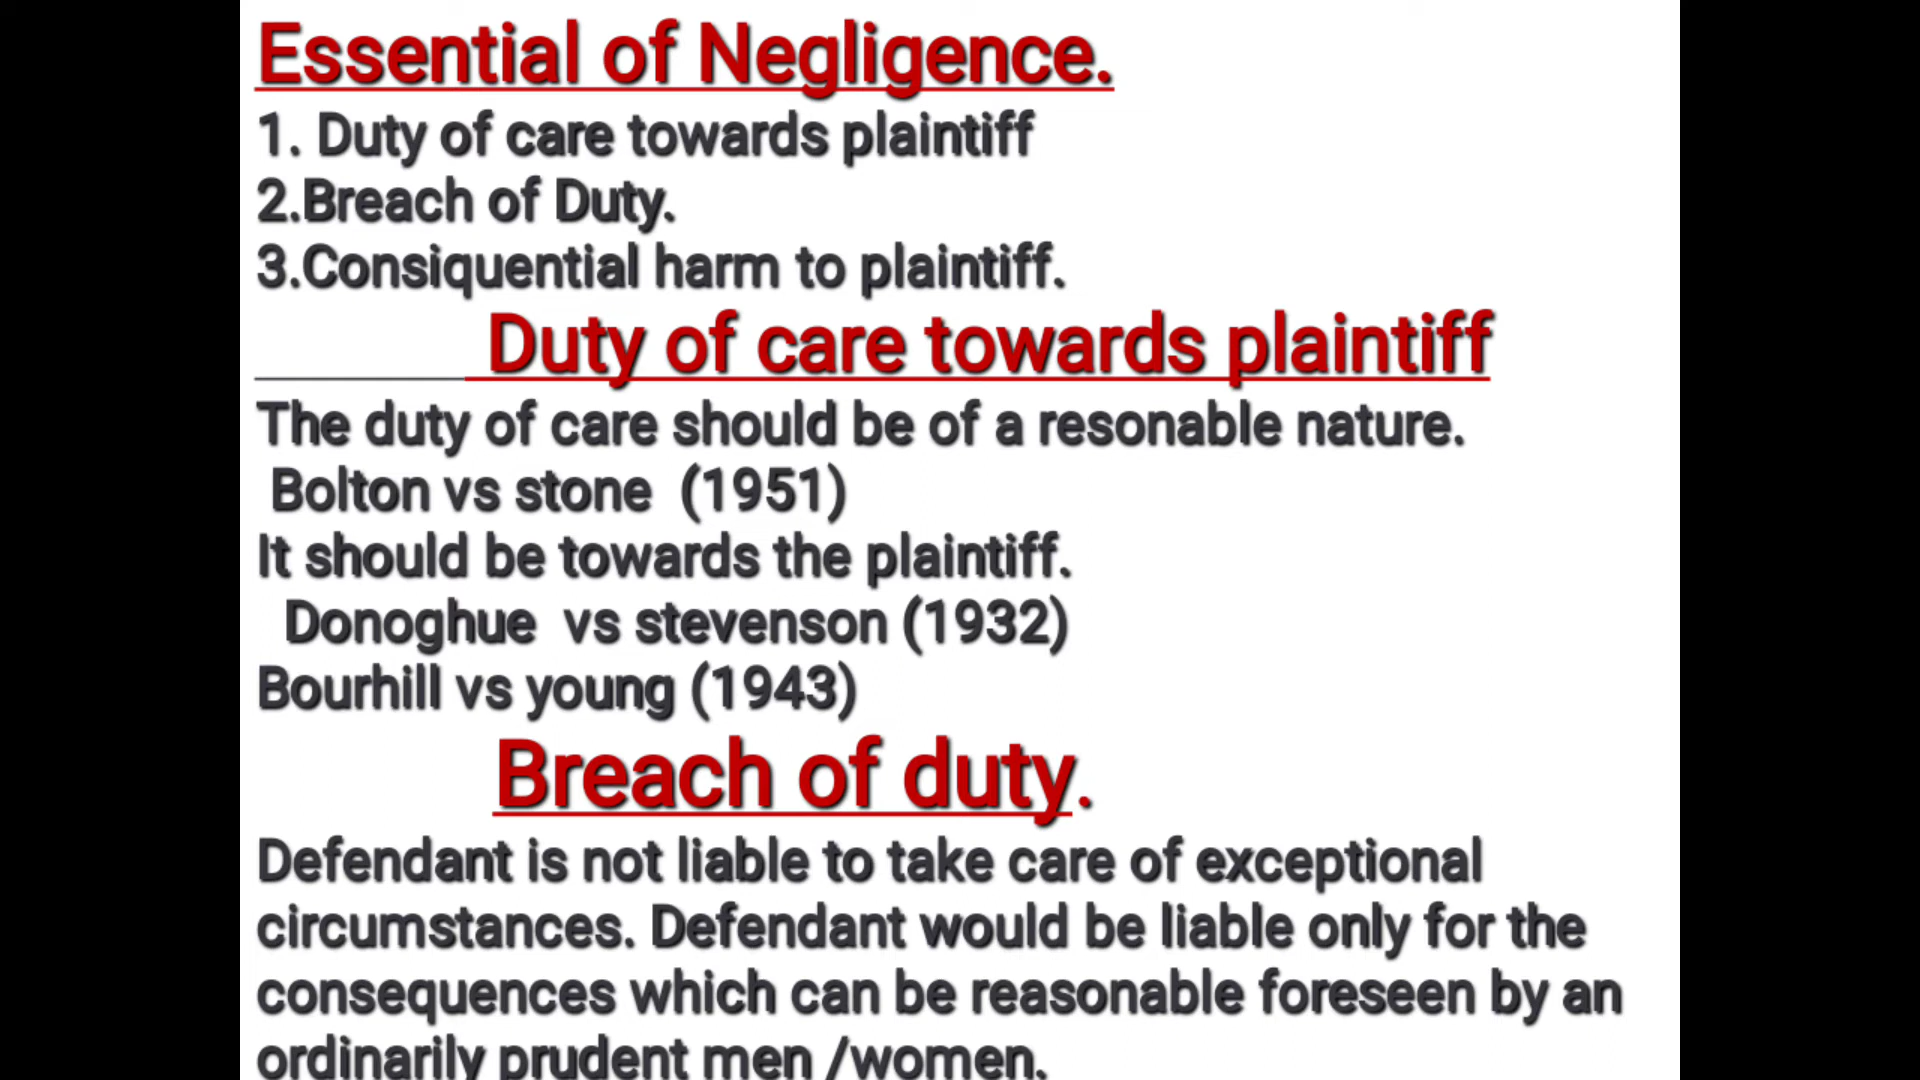 Essential of Negligence.
1. Duty of care towards plaintiff
2.Breach of Duty.
3.Consiquential harm to plaintiff.
Duty of care towards plaintiff
The duty of care should be of a resonable nature.
Bolton vs stone (1951)
It should be towards the plaintiff.
Donoghue vs stevenson (1932)
Bourhill vs young (1943)
Breach of duty.
Defendant is not liable to take care of exceptional
circumstances. Defendant would be liable only for the
consequences which can be reasonable foreseen by an
ordinarily prudent men /women.